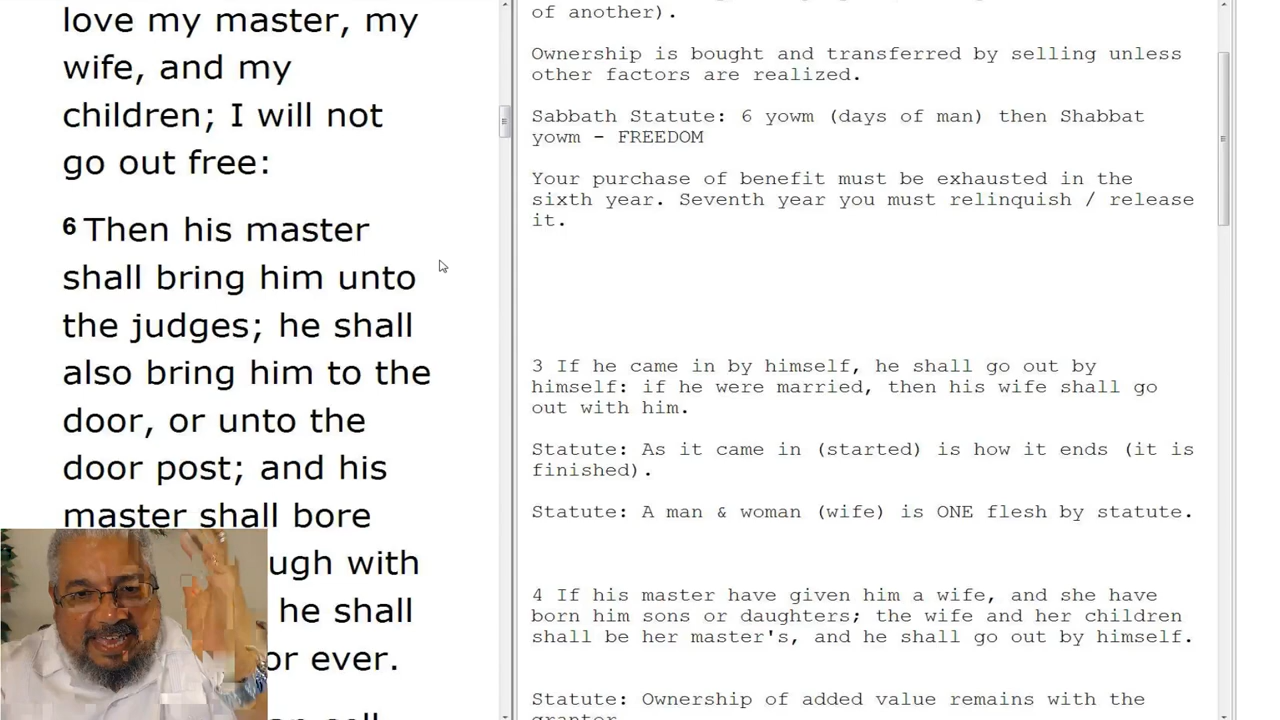 love my master, my
wife, and my
children; I will not
go out free:
6 Then his master
shall bring him unto
the judges; he shall
also bring him to the
door, or unto the
door post; and his
master shall bore
ugh with
he shall
or ever.
of another).
Ownership is bought and transferred by selling unless
other factors are realized.
Sabbath Statute: 6 yowm (days of man) then Shabbat
yowm - FREEDOM
Your purchase of benefit must be exhausted in the
sixth year. Seventh year you must relinquish / release
it.
3 If he came in by himself, he shall go out by
himself: if he were married, then his wife shall go
out with him.
Statute: As it came in (started) is how it ends (it is
finished).
Statute: A man & woman (wife) is ONE flesh by statute.
4 If his master have given him a wife, and she have
born him sons or daughters; the wife and her children
shall be her master's, and he shall go out by himself.
Statute: Ownership of added value remains with the